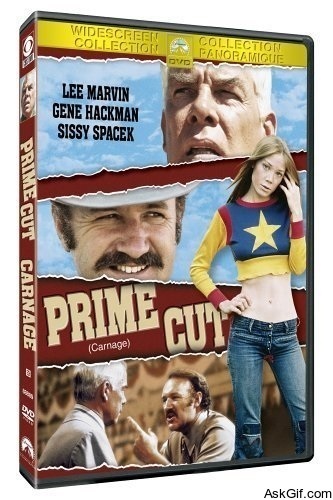 WIDESCREEN COLLECTION
COLLECTION PANORAMIQUE
DVD
LEE MARVIN
GENE HACKMAN
SISSY SPACEK
PRIME CUT
(Carnage)
PRIME CUT CARNAGE
DVD
AskGif.com